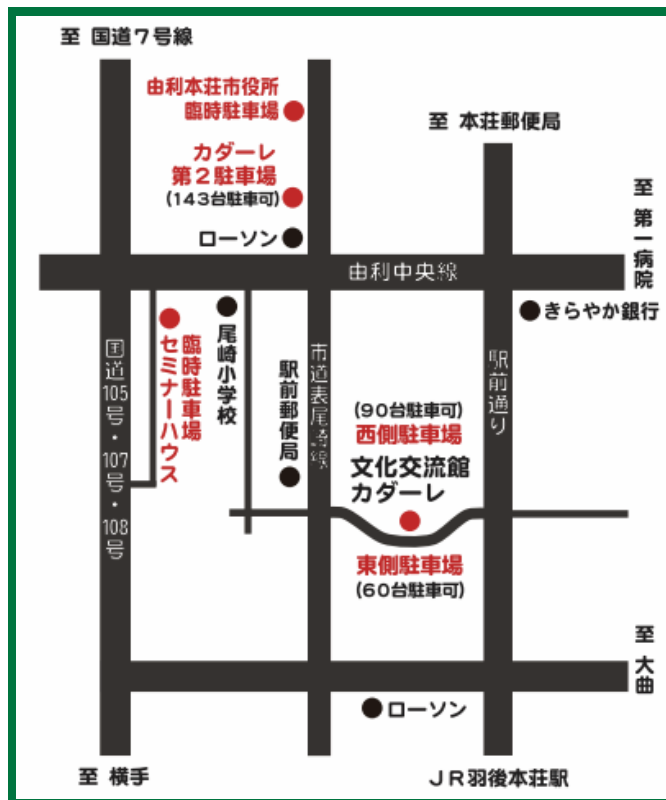 至 国道7号線
由利本荘市役所
臨時駐車場
至 本荘郵便局
カダーレ
第2駐車場
(143台駐車可)
至 第一病院
ローソン
由利中央線
きらやか銀行
国道105号・107号・108号
臨時駐車場
セミナーハウス
尾崎小学校
駅前郵便局
市道表尾崎線
駅前通り
(90台駐車可)
西側駐車場
文化交流館
カダーレ
東側駐車場
(60台駐車可)
至 大曲
ローソン
至 横手
JR羽後本荘駅